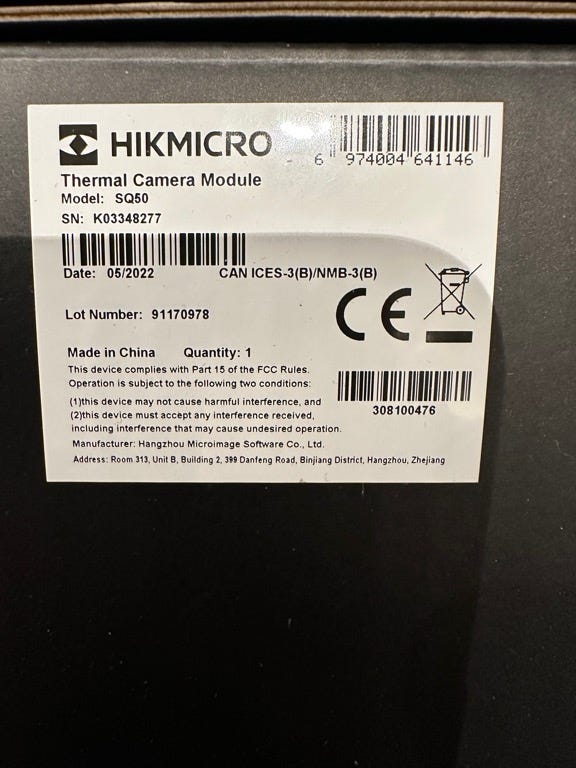 HIKMICRO
6 974004 641146
Thermal Camera Module
Model: SQ50
SN: K03348277
Date: 05/2022 CAN ICES-3(B)/NMB-3(B)
Lot Number: 91170978
CE
Made in China Quantity: 1
This device complies with Part 15 of the FCC Rules.
Operation is subject to the following two conditions:
(1)this device may not cause harmful interference, and
(2)this device must accept any interference received,
including interference that may cause undesired operation.
308100476
Manufacturer: Hangzhou Microimage Software Co., Ltd.
Address: Room 313, Unit B, Building 2, 399 Danfeng Road, Binjiang District, Hangzhou, Zhejiang